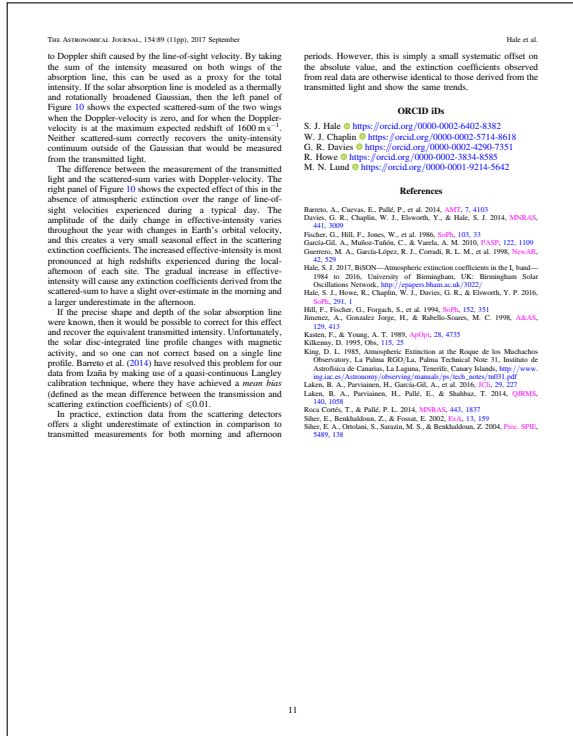 THE ASTRONOMICAL JOURNAL, 154:89 (11pp), 2017 September
Hale et al.
to Doppler shift caused by the line-of-sight velocity. By taking
the sum of the intensity measured on both wings of the
absorption line, this can be used as a proxy for the total
intensity. If the solar absorption line is modeled as a thermally
and rotationally broadened Gaussian, then the left panel of
Figure 10 shows the expected scattered-sum of the two wings
when the Doppler-velocity is zero, and for when the Doppler-
velocity is at the maximum expected redshift of 1600 m s−1.
Neither scattered-sum correctly recovers the unity-intensity
continuum outside of the Gaussian that would be measured
from the transmitted light.
The difference between the measurement of the transmitted
light and the scattered-sum varies with Doppler-velocity. The
right panel of Figure 10 shows the expected effect of this in the
absence of atmospheric extinction over the range of line-of-
sight velocities experienced during a typical day. The
amplitude of the daily change in effective-intensity varies
throughout the year with changes in Earth's orbital velocity,
and this creates a very small seasonal effect in the scattering
extinction coefficients. The increased effective-intensity is most
pronounced at high redshifts experienced during the local-
afternoon of each site. The gradual increase in effective-
intensity will cause any extinction coefficients derived from the
scattered-sum to have a slight over-estimate in the morning and
a larger underestimate in the afternoon.
If the precise shape and depth of the solar absorption line
were known, then it would be possible to correct for this effect
and recover the equivalent transmitted intensity. Unfortunately,
the solar disc-integrated line profile changes with magnetic
activity, and so one can not correct based on a single line
profile. Barreto et al. (2014) have resolved this problem for our
data from Izaña by making use of a quasi-continuous Langley
calibration technique, where they have achieved a mean bias
(defined as the mean difference between the transmission and
scattering extinction coefficients) of ≤0.01.
In practice, extinction data from the scattering detectors
offers a slight underestimate of extinction in comparison to
transmitted measurements for both morning and afternoon
periods. However, this is simply a small systematic offset on
the absolute value, and the extinction coefficients observed
from real data are otherwise identical to those derived from the
transmitted light and show the same trends.
ORCID iDs
S. J. Hale https://orcid.org/0000-0002-6402-8382
W. J. Chaplin https://orcid.org/0000-0002-5714-8618
G. R. Davies https://orcid.org/0000-0002-4290-7351
R. Howe https://orcid.org/0000-0002-3834-8585
M. N. Lund https://orcid.org/0000-0001-9214-5642
References
Barreto, A., Cuevas, E., Pallé, P., et al. 2014, AMT, 7, 4103
Davies, G. R., Chaplin, W. J., Elsworth, Y., & Hale, S. J. 2014, MNRAS,
441, 3009
Fischer, G., Hill, F., Jones, W., et al. 1986, SoPh, 103, 33
García-Gil, A., Muñoz-Tuñón, C., & Varela, A. M. 2010, PASP, 122, 1109
Guerrero, M. A., García-López, R. J., Corradi, R. L. M., et al. 1998, NewAR,
42, 529
Hale, S. J. 2017, BiSON—Atmospheric extinction coefficients in the Ic band—
1984 to 2016, University of Birmingham, UK: Birmingham Solar
Oscillations Network, http://epapers.bham.ac.uk/3022/
Hale, S. J., Howe, R., Chaplin, W. J., Davies, G. R., & Elsworth, Y. P. 2016,
SoPh, 291, 1
Hill, F., Fischer, G., Forgach, S., et al. 1994, SoPh, 152, 351
Jimenez, A., Gonzalez Jorge, H., & Rabello-Soares, M. C. 1998, A&AS,
129, 413
Kasten, F., & Young, A. T. 1989, ApOpt, 28, 4735
Kilkenny, D. 1995, Obs, 115, 25
King, D. L. 1985, Atmospheric Extinction at the Roque de los Muchachos
Observatory, La Palma RGO/La, Palma Technical Note 31, Instituto de
Astrofisica de Canarias, La Laguna, Tenerife, Canary Islands, http://www.
ing.iac.es/Astronomy/observing/manuals/ps/tech_notes/tn031.pdf
Laken, B. A., Parviainen, H., García-Gil, A., et al. 2016, JCli, 29, 227
Laken, B. A., Parviainen, H., Pallé, E., & Shahbaz, T. 2014, QJRMS,
140, 1058
Roca Cortés, T., & Pallé, P. L. 2014, MNRAS, 443, 1837
Siher, E., Benkhaldoun, Z., & Fossat, E. 2002, ExA, 13, 159
Siher, E. A., Ortolani, S., Sarazin, M. S., & Benkhaldoun, Z. 2004, Proc. SPIE,
5489, 138
11